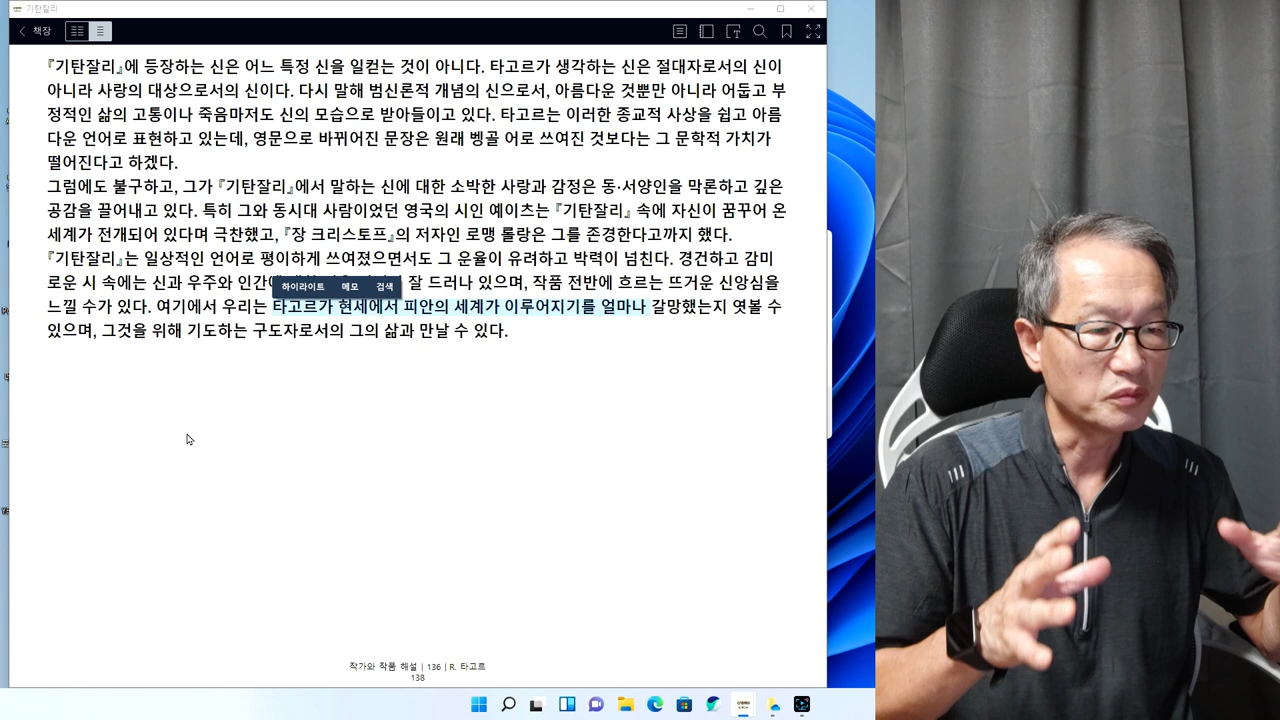 기탄잘리
책장
『기탄잘리』에 등장하는 신은 어느 특정 신을 일컫는 것이 아니다. 타고르가 생각하는 신은 절대자로서의 신이
아니라 사랑의 대상으로서의 신이다. 다시 말해 범신론적 개념의 신으로서, 아름다운 것뿐만 아니라 어둡고 부
정적인 삶의 고통이나 죽음마저도 신의 모습으로 받아들이고 있다. 타고르는 이러한 종교적 사상을 쉽고 아름
다운 언어로 표현하고 있는데, 영문으로 바뀌어진 문장은 원래 벵골 어로 쓰여진 것보다는 그 문학적 가치가
떨어진다고 하겠다.
그럼에도 불구하고, 그가 『기탄잘리』에서 말하는 신에 대한 소박한 사랑과 감정은 동·서양인을 막론하고 깊은
공감을 끌어내고 있다. 특히 그와 동시대 사람이었던 영국의 시인 예이츠는 『기탄잘리』 속에 자신이 꿈꾸어 온
세계가 전개되어 있다며 극찬했고, 『장 크리스토프』의 저자인 로맹 롤랑은 그를 존경한다고까지 했다.
『기탄잘리』는 일상적인 언어로 평이하게 쓰여졌으면서도 그 운율이 유려하고 박력이 넘친다. 경건하고 감미
로운 시 속에는 신과 우주와 인간에 잘 드러나 있으며, 작품 전반에 흐르는 뜨거운 신앙심을
하이라이트 메모 검색
느낄 수가 있다. 여기에서 우리는 타고르가 현세에서 피안의 세계가 이루어지기를 얼마나 갈망했는지 엿볼 수
있으며, 그것을 위해 기도하는 구도자로서의 그의 삶과 만날 수 있다.
작가와 작품 해설 | 136 | R. 타고르
138